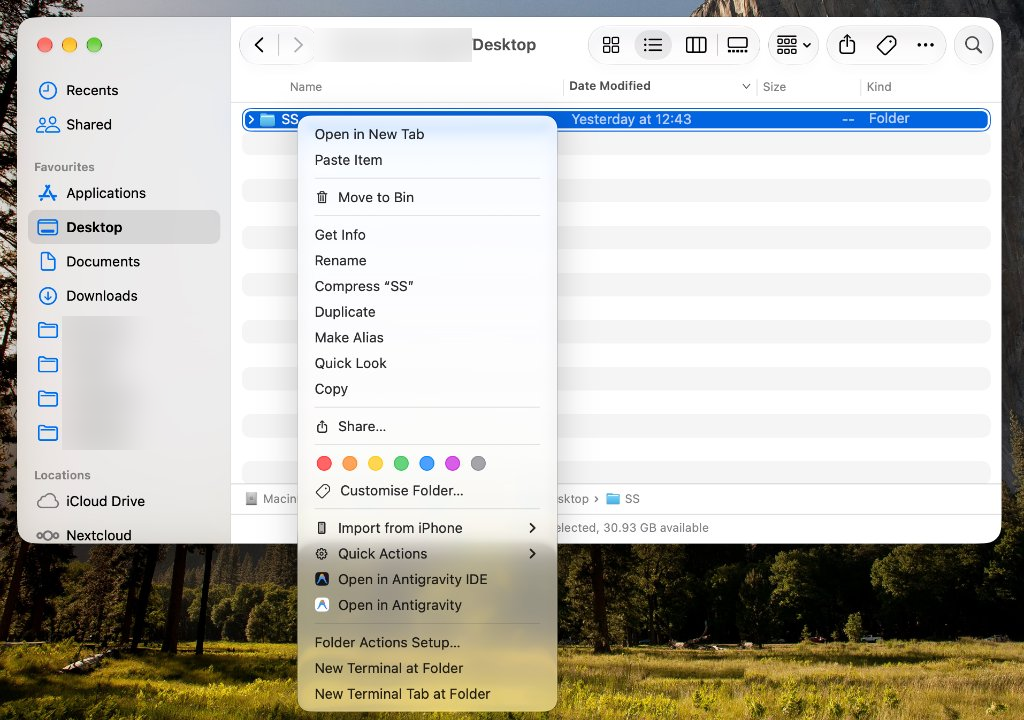 Desktop
Name Date Modified Size Kind
Recents
Shared
Favourites
Applications
Desktop
Documents
Downloads
Locations
iCloud Drive
Nextcloud
SS Yesterday at 12:43 -- Folder
Open in New Tab
Paste Item
Move to Bin
Get Info
Rename
Compress “SS”
Duplicate
Make Alias
Quick Look
Copy
Share...
Customise Folder...
Import from iPhone
Quick Actions
Open in Antigravity IDE
Open in Antigravity
Folder Actions Setup...
New Terminal at Folder
New Terminal Tab at Folder
Macin sktop › SS
elected, 30.93 GB available